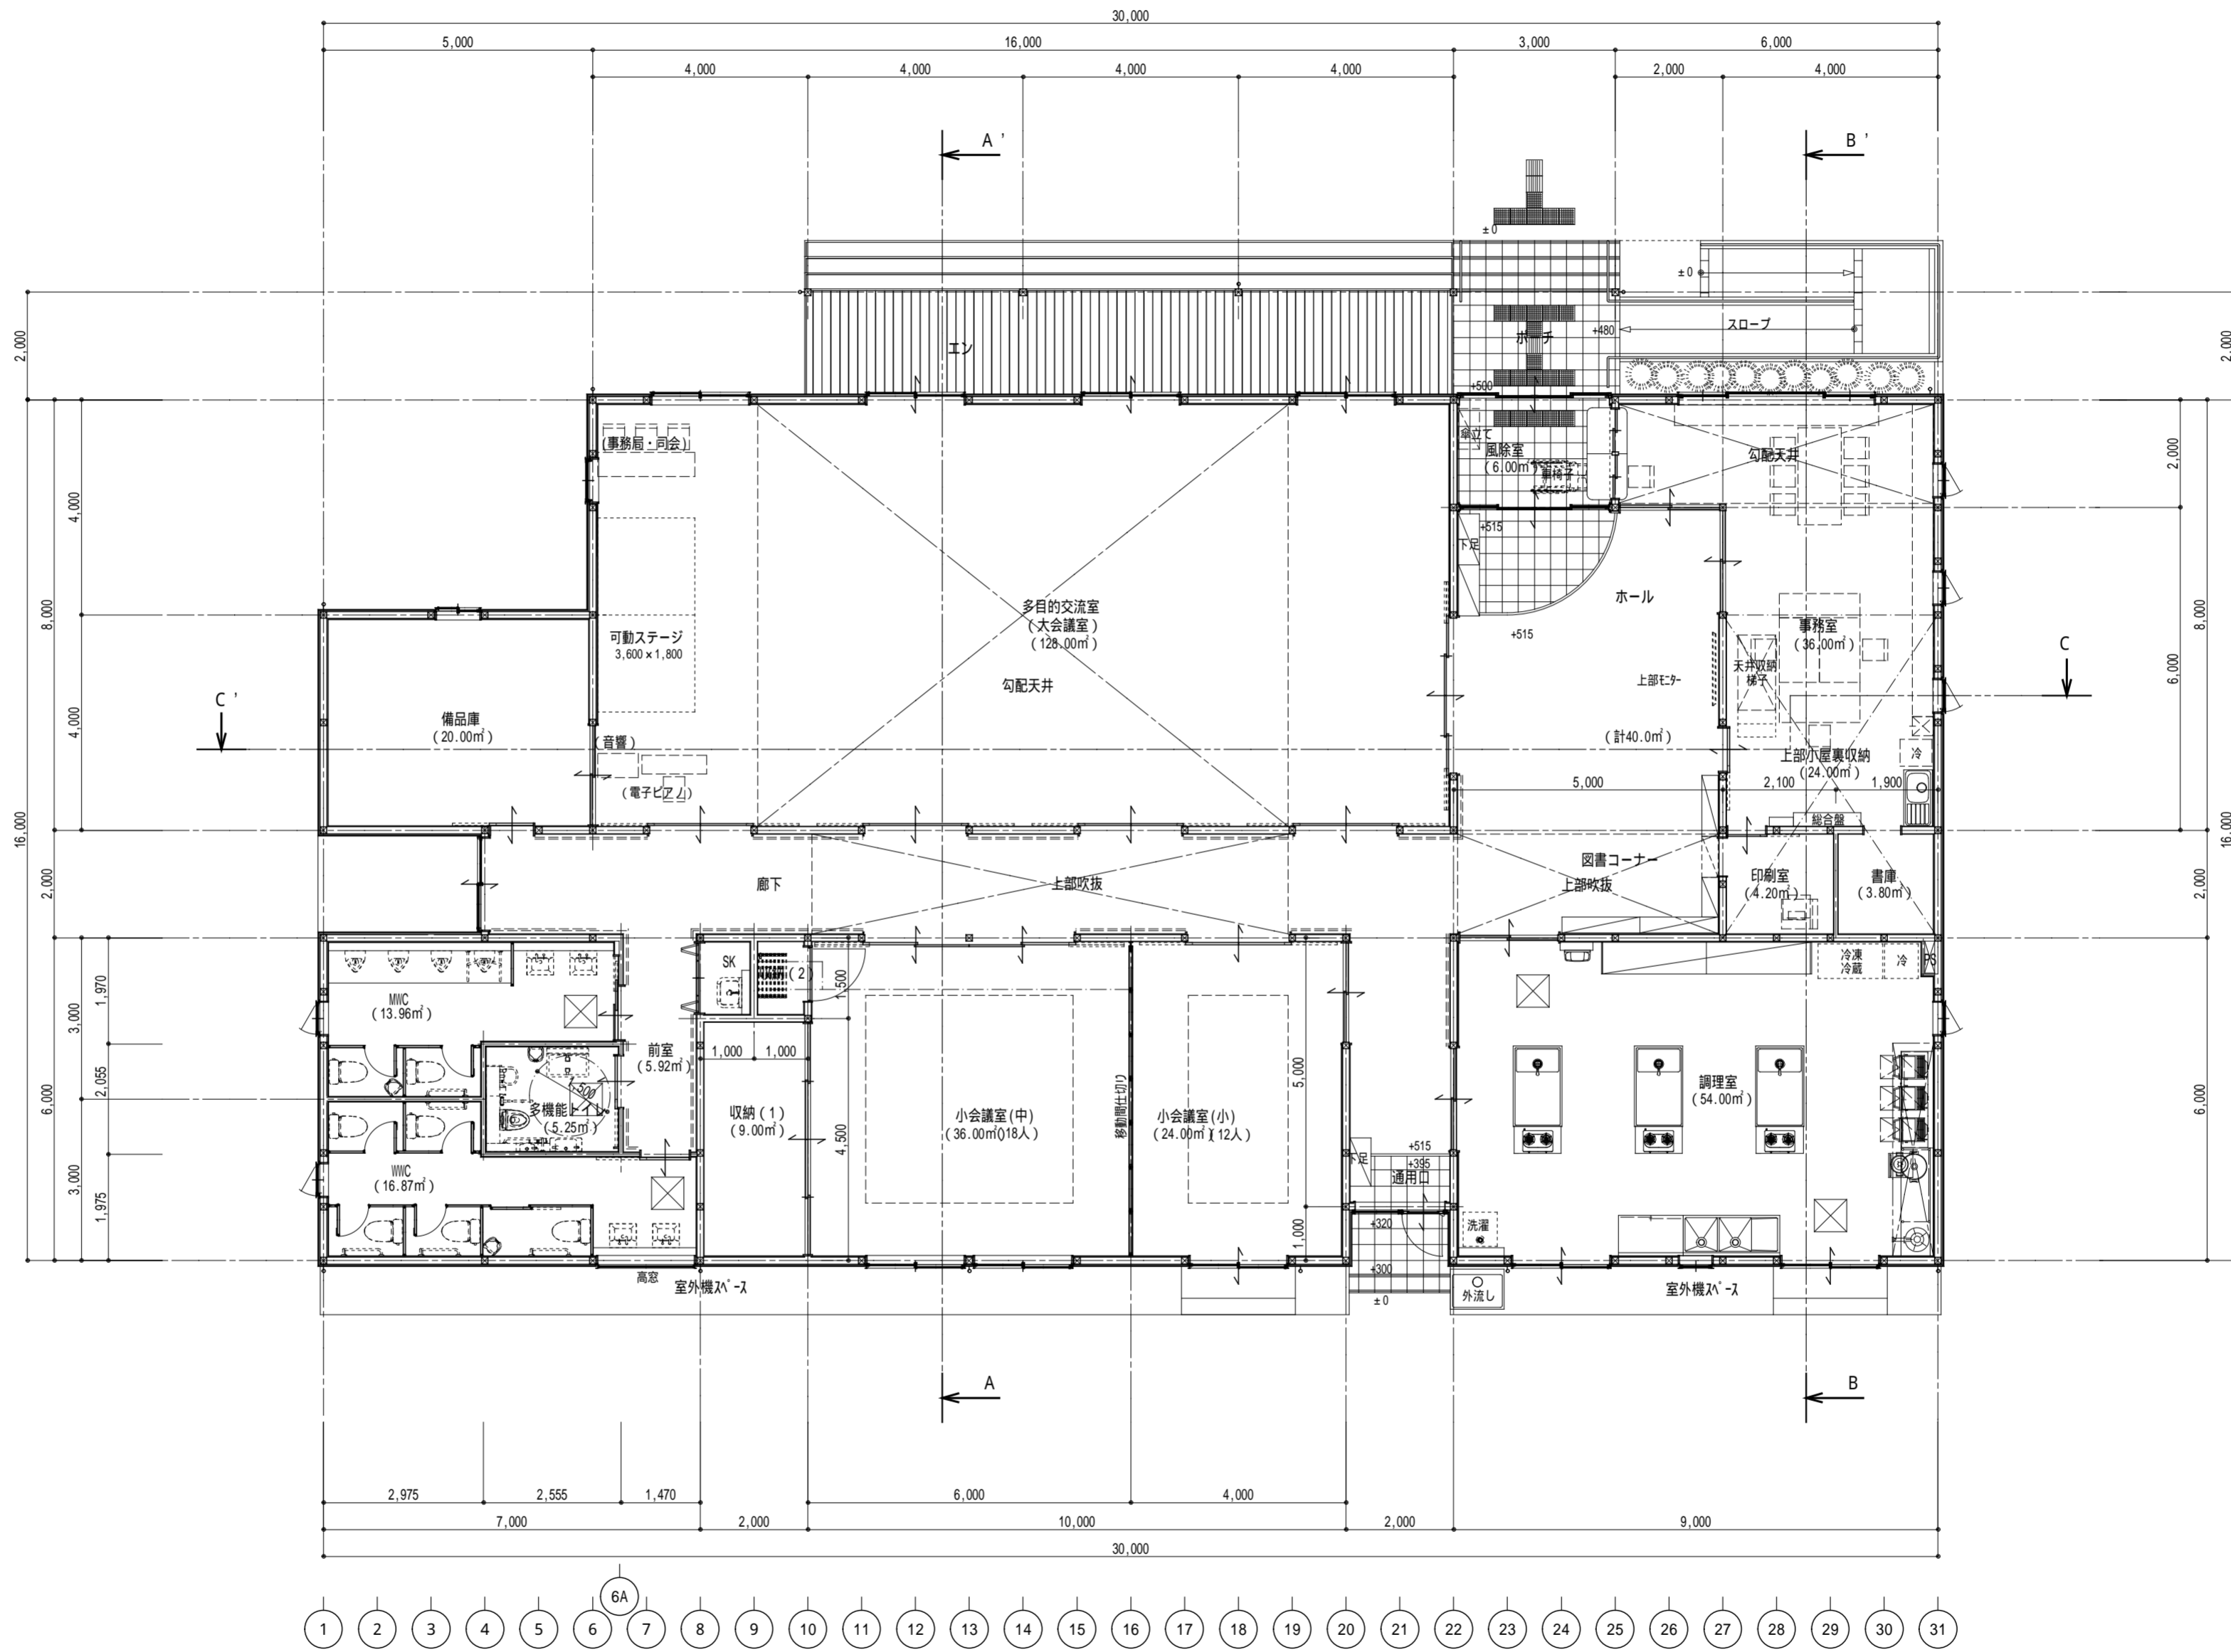 30,000
5,000
16,000
3,000
6,000
4,000
4,000
4,000
4,000
2,000
4,000
A '
B '
±0
±0
エン
ポーチ
+480
スロープ
2,000
2,000
+500
(事務局・司会)
傘立て
風除室
(6.00㎡)
車椅子
勾配天井
2,000
4,000
+515
下足
ホール
8,000
可動ステージ
3,600×1,800
多目的交流室
(大会議室)
(128.00㎡)
勾配天井
+515
事務室
(36.00㎡)
天井収納
梯子
上部モニター
8,000
6,000
C '
C
備品庫
(20.00㎡)
4,000
(音響)
(電子ピアノ)
(計40.0㎡)
上部小屋裏収納
(24.00㎡)
冷
5,000
2,100
1,900
総合盤
16,000
16,000
廊下
上部吹抜
図書コーナー
上部吹抜
印刷室
(4.20㎡)
書庫
(3.80㎡)
2,000
2,000
MWC
(13.96㎡)
1,970
3,000
SK
(2)
1,500
冷凍
冷蔵
冷
PS
前室
(5.92㎡)
1,000
1,000
2,055
6,000
多機能トイレ
(5.25㎡)
収納(1)
(9.00㎡)
4,500
小会議室(中)
(36.00㎡)(18人)
移動間仕切り
小会議室(小)
(24.00㎡)(12人)
5,000
調理室
(54.00㎡)
6,000
WWC
(16.87㎡)
3,000
1,975
下足
+515
+395
通用口
+320
1,000
洗濯
+300
±0
外流し
高窓
室外機スペース
室外機スペース
A
B
2,975
2,555
1,470
6,000
4,000
7,000
2,000
10,000
2,000
9,000
30,000
6A
1 2 3 4 5 6 7 8 9 10 11 12 13 14 15 16 17 18 19 20 21 22 23 24 25 26 27 28 29 30 31